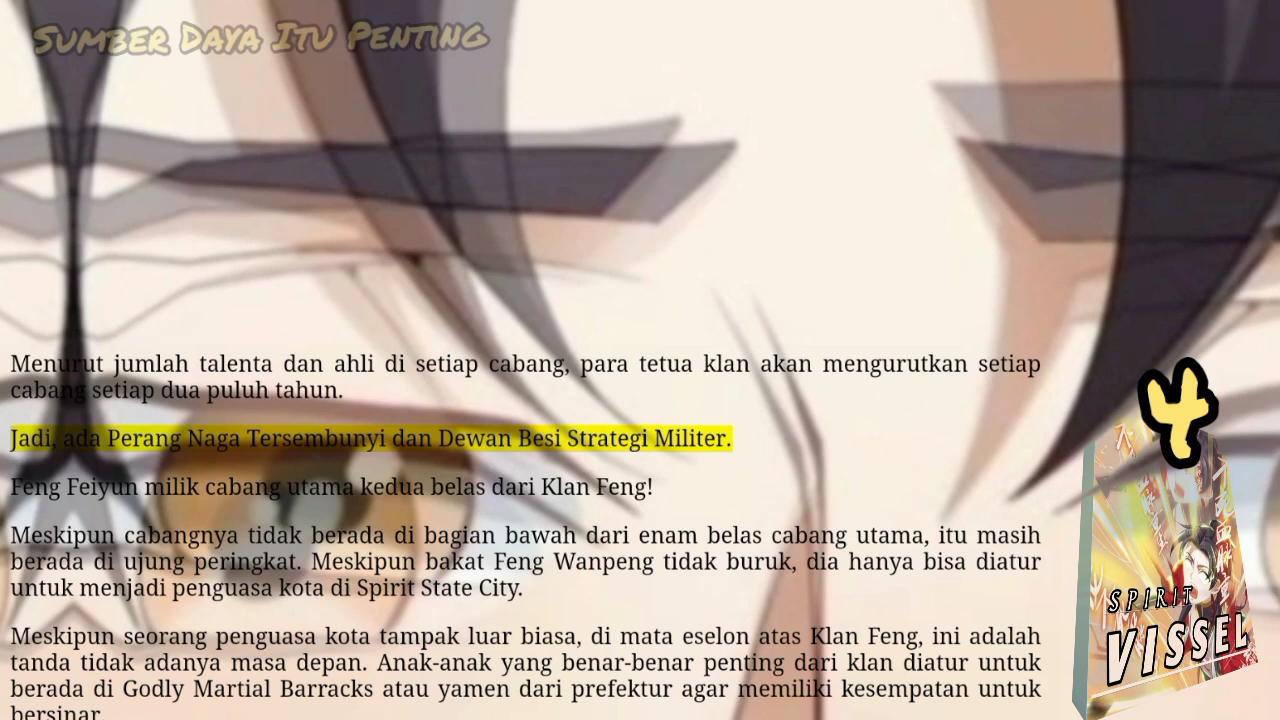 Sumber Daya Itu Penting
Menurut jumlah talenta dan ahli di setiap cabang, para tetua klan akan mengurutkan setiap
cabang setiap dua puluh tahun.
Jadi, ada Perang Naga Tersembunyi dan Dewan Besi Strategi Militer.
Feng Feiyun milik cabang utama kedua belas dari Klan Feng!
Meskipun cabangnya tidak berada di bagian bawah dari enam belas cabang utama, itu masih
berada di ujung peringkat. Meskipun bakat Feng Wanpeng tidak buruk, dia hanya bisa diatur
untuk menjadi penguasa kota di Spirit State City.
Meskipun seorang penguasa kota tampak luar biasa, di mata eselon atas Klan Feng, ini adalah
tanda tidak adanya masa depan. Anak-anak yang benar-benar penting dari klan diatur untuk
berada di Godly Martial Barracks atau yamen dari prefektur agar memiliki kesempatan untuk
bersinar.
4
SPIRIT
VISSEL